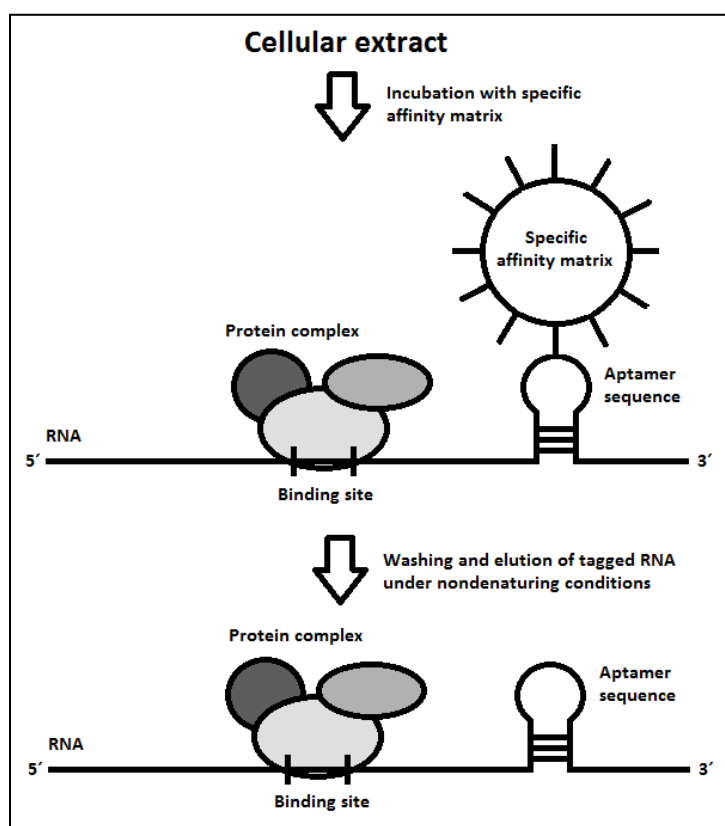 Cellular extract
Incubation with specific
affinity matrix
Specific
affinity matrix
Protein complex
Aptamer
sequence
RNA
5´
3´
Binding site
Washing and elution of tagged RNA
under nondenaturing conditions
Protein complex
Aptamer
sequence
RNA
5´
3´
Binding site